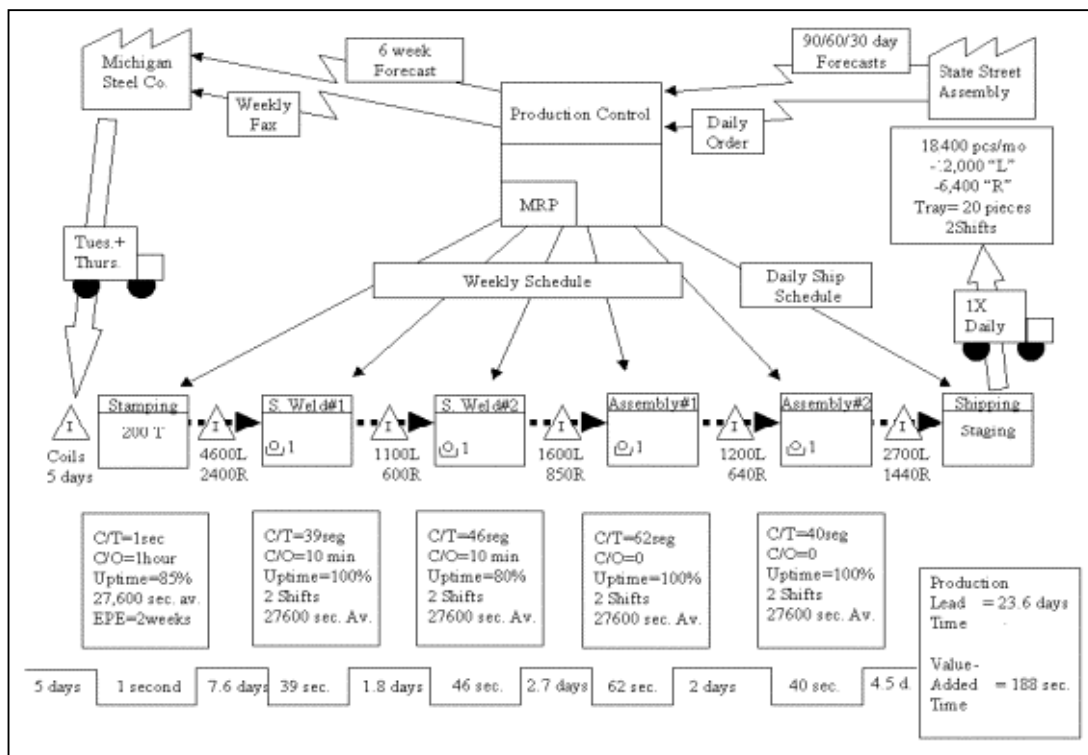 Michigan
Steel Co.
6 week
Forecast
Weekly
Fax
Production Control
MRP
90/60/30 day
Forecasts
Daily
Order
State Street
Assembly
18400 pcs/mo
-12,000 “L”
-6,400 “R”
Tray= 20 pieces
2Shifts
Tues.+
Thurs.
Weekly Schedule
Daily Ship
Schedule
1X
Daily
I
Coils
5 days
Stamping
200 T
I
4600L
2400R
S. Weld#1
1
I
1100L
600R
S. Weld#2
1
I
1600L
850R
Assembly#1
1
I
1200L
640R
Assembly#2
1
I
2700L
1440R
Shipping
Staging
C/T=1sec
C/O=1hour
Uptime=85%
27,600 sec. av.
EPE=2weeks
C/T=39seg
C/O=10 min
Uptime=100%
2 Shifts
27600 sec. Av.
C/T=46seg
C/O=10 min
Uptime=80%
2 Shifts
27600 sec. Av.
C/T=62seg
C/O=0
Uptime=100%
2 Shifts
27600 sec. Av.
C/T=40seg
C/O=0
Uptime=100%
2 Shifts
27600 sec. Av.
Production
Lead = 23.6 days
Time
Value-
Added = 188 sec.
Time
5 days
1 second
7.6 days
39 sec.
1.8 days
46 sec.
2.7 days
62 sec.
2 days
40 sec.
4.5 d.